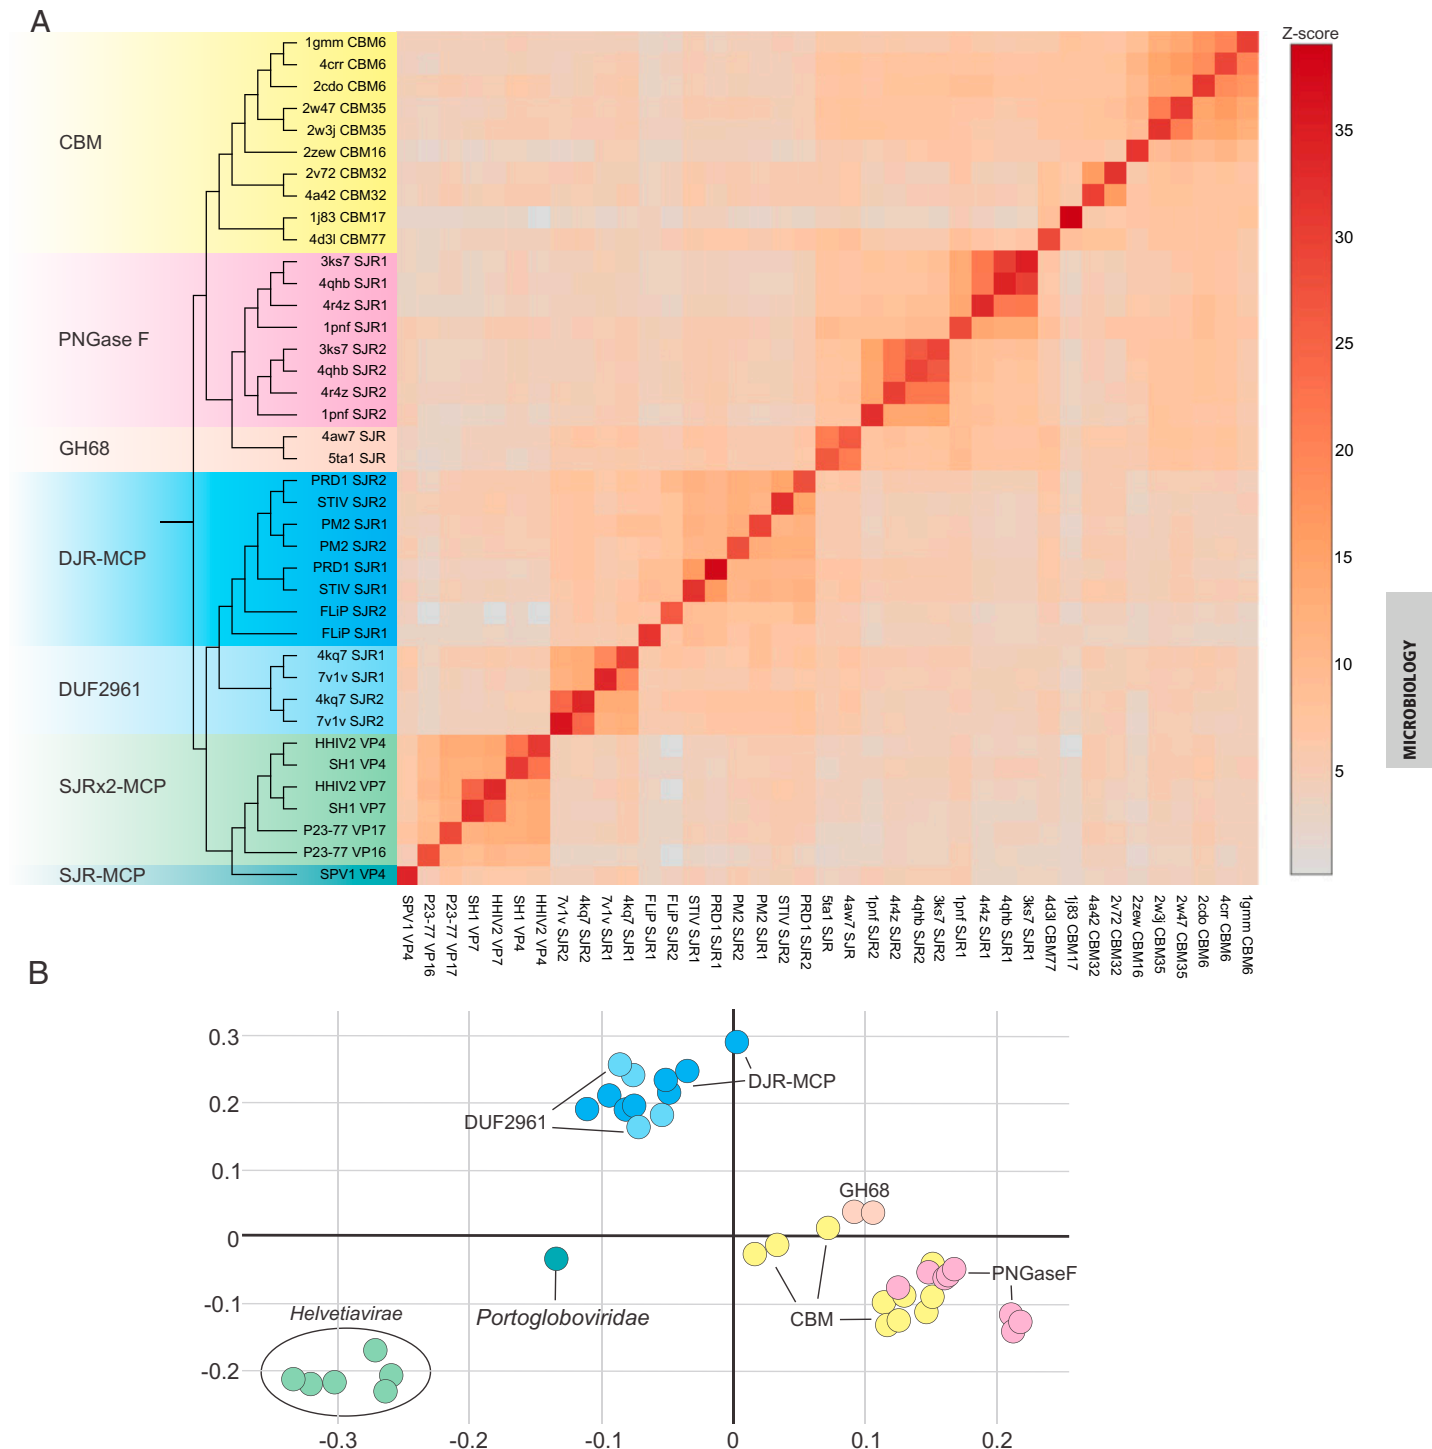 A
Z-score
1gmm CBM6
4crr CBM6
2cdo CBM6
2w47 CBM35
2w3j CBM35
2zew CBM16
2v72 CBM32
4a42 CBM32
1j83 CBM17
4d3l CBM77
CBM
3ks7 SJR1
4qhb SJR1
4r4z SJR1
1pnf SJR1
3ks7 SJR2
4qhb SJR2
4r4z SJR2
1pnf SJR2
PNGase F
4aw7 SJR
5ta1 SJR
GH68
PRD1 SJR2
STIV SJR2
PM2 SJR1
PM2 SJR2
PRD1 SJR1
STIV SJR1
FLiP SJR2
FLiP SJR1
DJR-MCP
4kq7 SJR1
7v1v SJR1
4kq7 SJR2
7v1v SJR2
DUF2961
HHIV2 VP4
SH1 VP4
HHIV2 VP7
SH1 VP7
P23-77 VP17
P23-77 VP16
SJRx2-MCP
SPV1 VP4
SJR-MCP
35
30
25
20
15
10
5
MICROBIOLOGY
SPV1 VP4
P23-77 VP16
P23-77 VP17
SH1 VP7
HHIV2 VP7
SH1 VP4
HHIV2 VP4
7v1v SJR2
4kq7 SJR2
7v1v SJR1
4kq7 SJR1
FLiP SJR1
FLiP SJR2
STIV SJR1
PRD1 SJR1
PM2 SJR2
PM2 SJR1
STIV SJR2
PRD1 SJR2
5ta1 SJR
4aw7 SJR
1pnf SJR2
4r4z SJR2
4qhb SJR2
3ks7 SJR2
1pnf SJR1
4r4z SJR1
4qhb SJR1
3ks7 SJR1
4d3l CBM77
1j83 CBM17
4a42 CBM32
2v72 CBM32
2zew CBM16
2w3j CBM35
2w47 CBM35
2cdo CBM6
4crr CBM6
1gmm CBM6
B
0.3
0.2
0.1
0
-0.1
-0.2
DJR-MCP
DUF2961
GH68
PNGaseF
CBM
Portogloboviridae
Helvetiavirae
-0.3
-0.2
-0.1
0
0.1
0.2